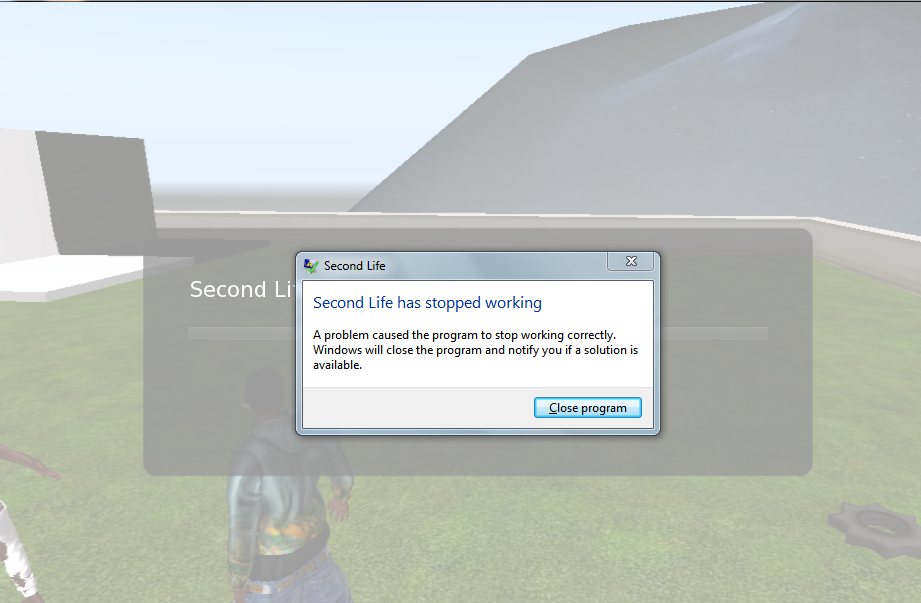 Second Life
Second Li
Second Life has stopped working
A problem caused the program to stop working correctly.
Windows will close the program and notify you if a solution is
available.
Close program